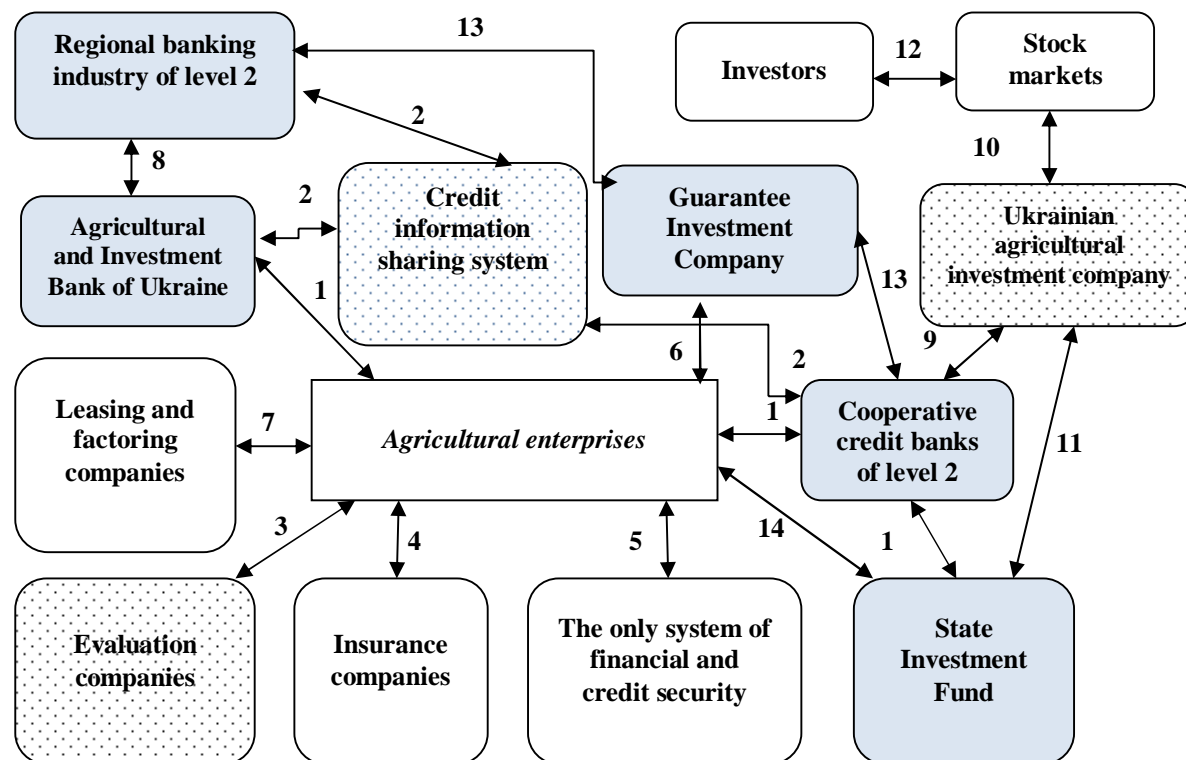 13
Regional banking
industry of level 2
Investors
12
Stock
markets
2
10
8
2
Credit
information
sharing system
Guarantee
Investment
Company
Ukrainian
agricultural
investment company
Agricultural
and Investment
Bank of Ukraine
1
13
6
9
2
Leasing and
factoring
companies
7
Agricultural enterprises
1
Cooperative
credit banks
of level 2
11
3
4
5
14
1
Evaluation
companies
Insurance
companies
The only system of
financial and
credit security
State
Investment
Fund